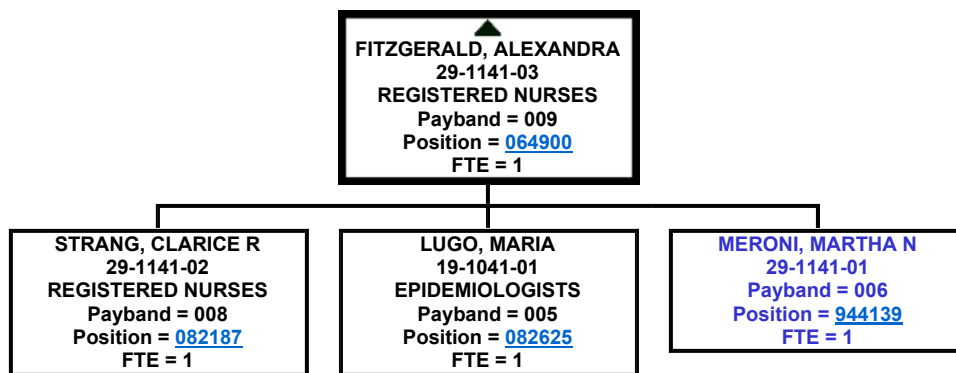 FITZGERALD, ALEXANDRA
29-1141-03
REGISTERED NURSES
Payband = 009
Position = 064900
FTE = 1
STRANG, CLARICE R
29-1141-02
REGISTERED NURSES
Payband = 008
Position = 082187
FTE = 1
LUGO, MARIA
19-1041-01
EPIDEMIOLOGISTS
Payband = 005
Position = 082625
FTE = 1
MERONI, MARTHA N
29-1141-01
Payband = 006
Position = 944139
FTE = 1